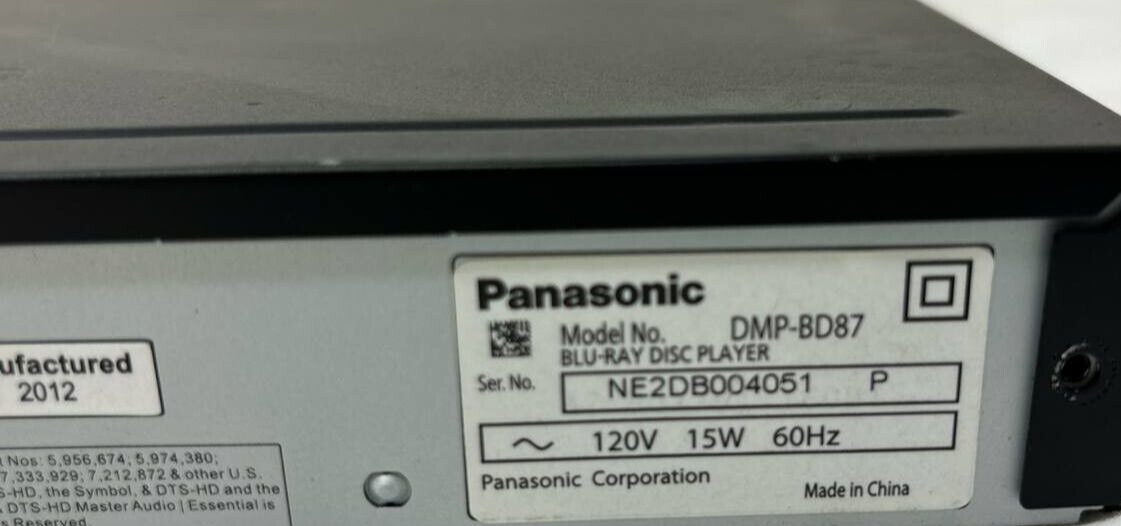 Panasonic
Model No. DMP-BD87
BLU-RAY DISC PLAYER
Ser. No. NE2DB004051 P
~ 120V 15W 60Hz
Panasonic Corporation
Made in China
ufactured
2012
Nos: 5,956,674; 5,974,380;
7,333,929; 7,212,872 & other U.S.
S-HD, the Symbol, & DTS-HD and the
DTS-HD Master Audio | Essential is
s Reserved.